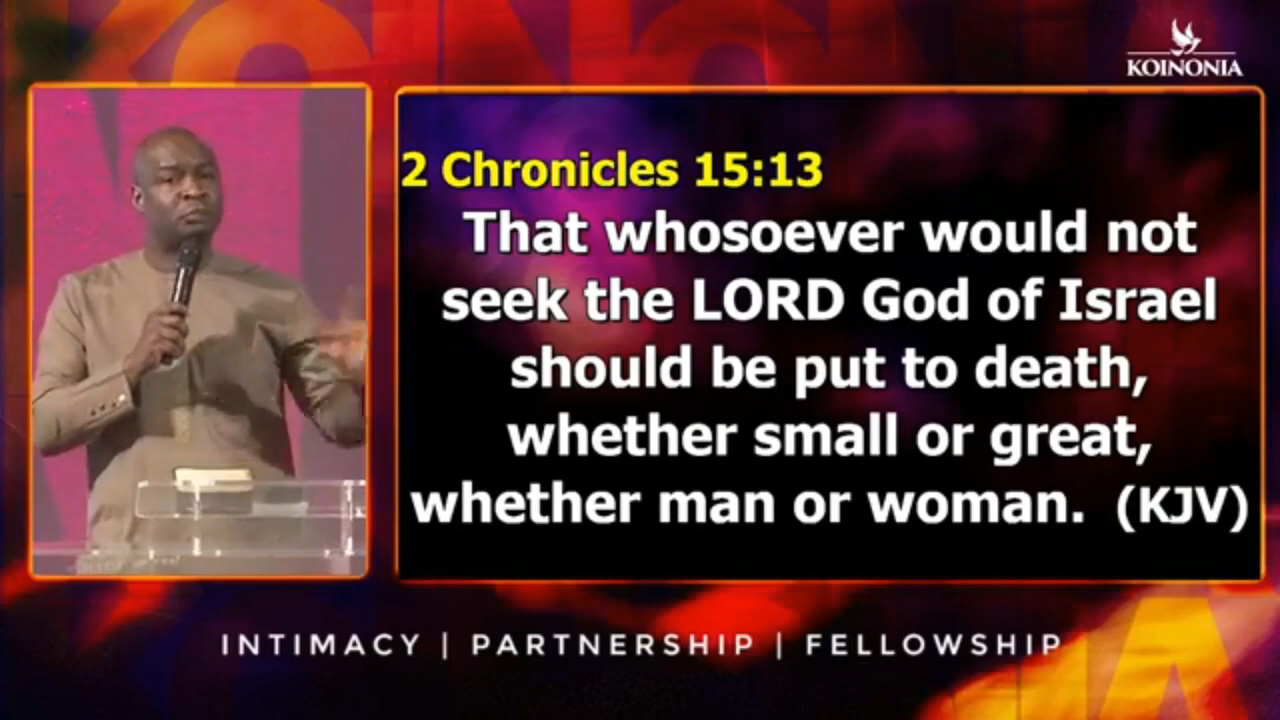 KOINONIA
2 Chronicles 15:13
That whosoever would not
seek the LORD God of Israel
should be put to death,
whether small or great,
whether man or woman. (KJV)
INTIMACY | PARTNERSHIP | FELLOWSHIP